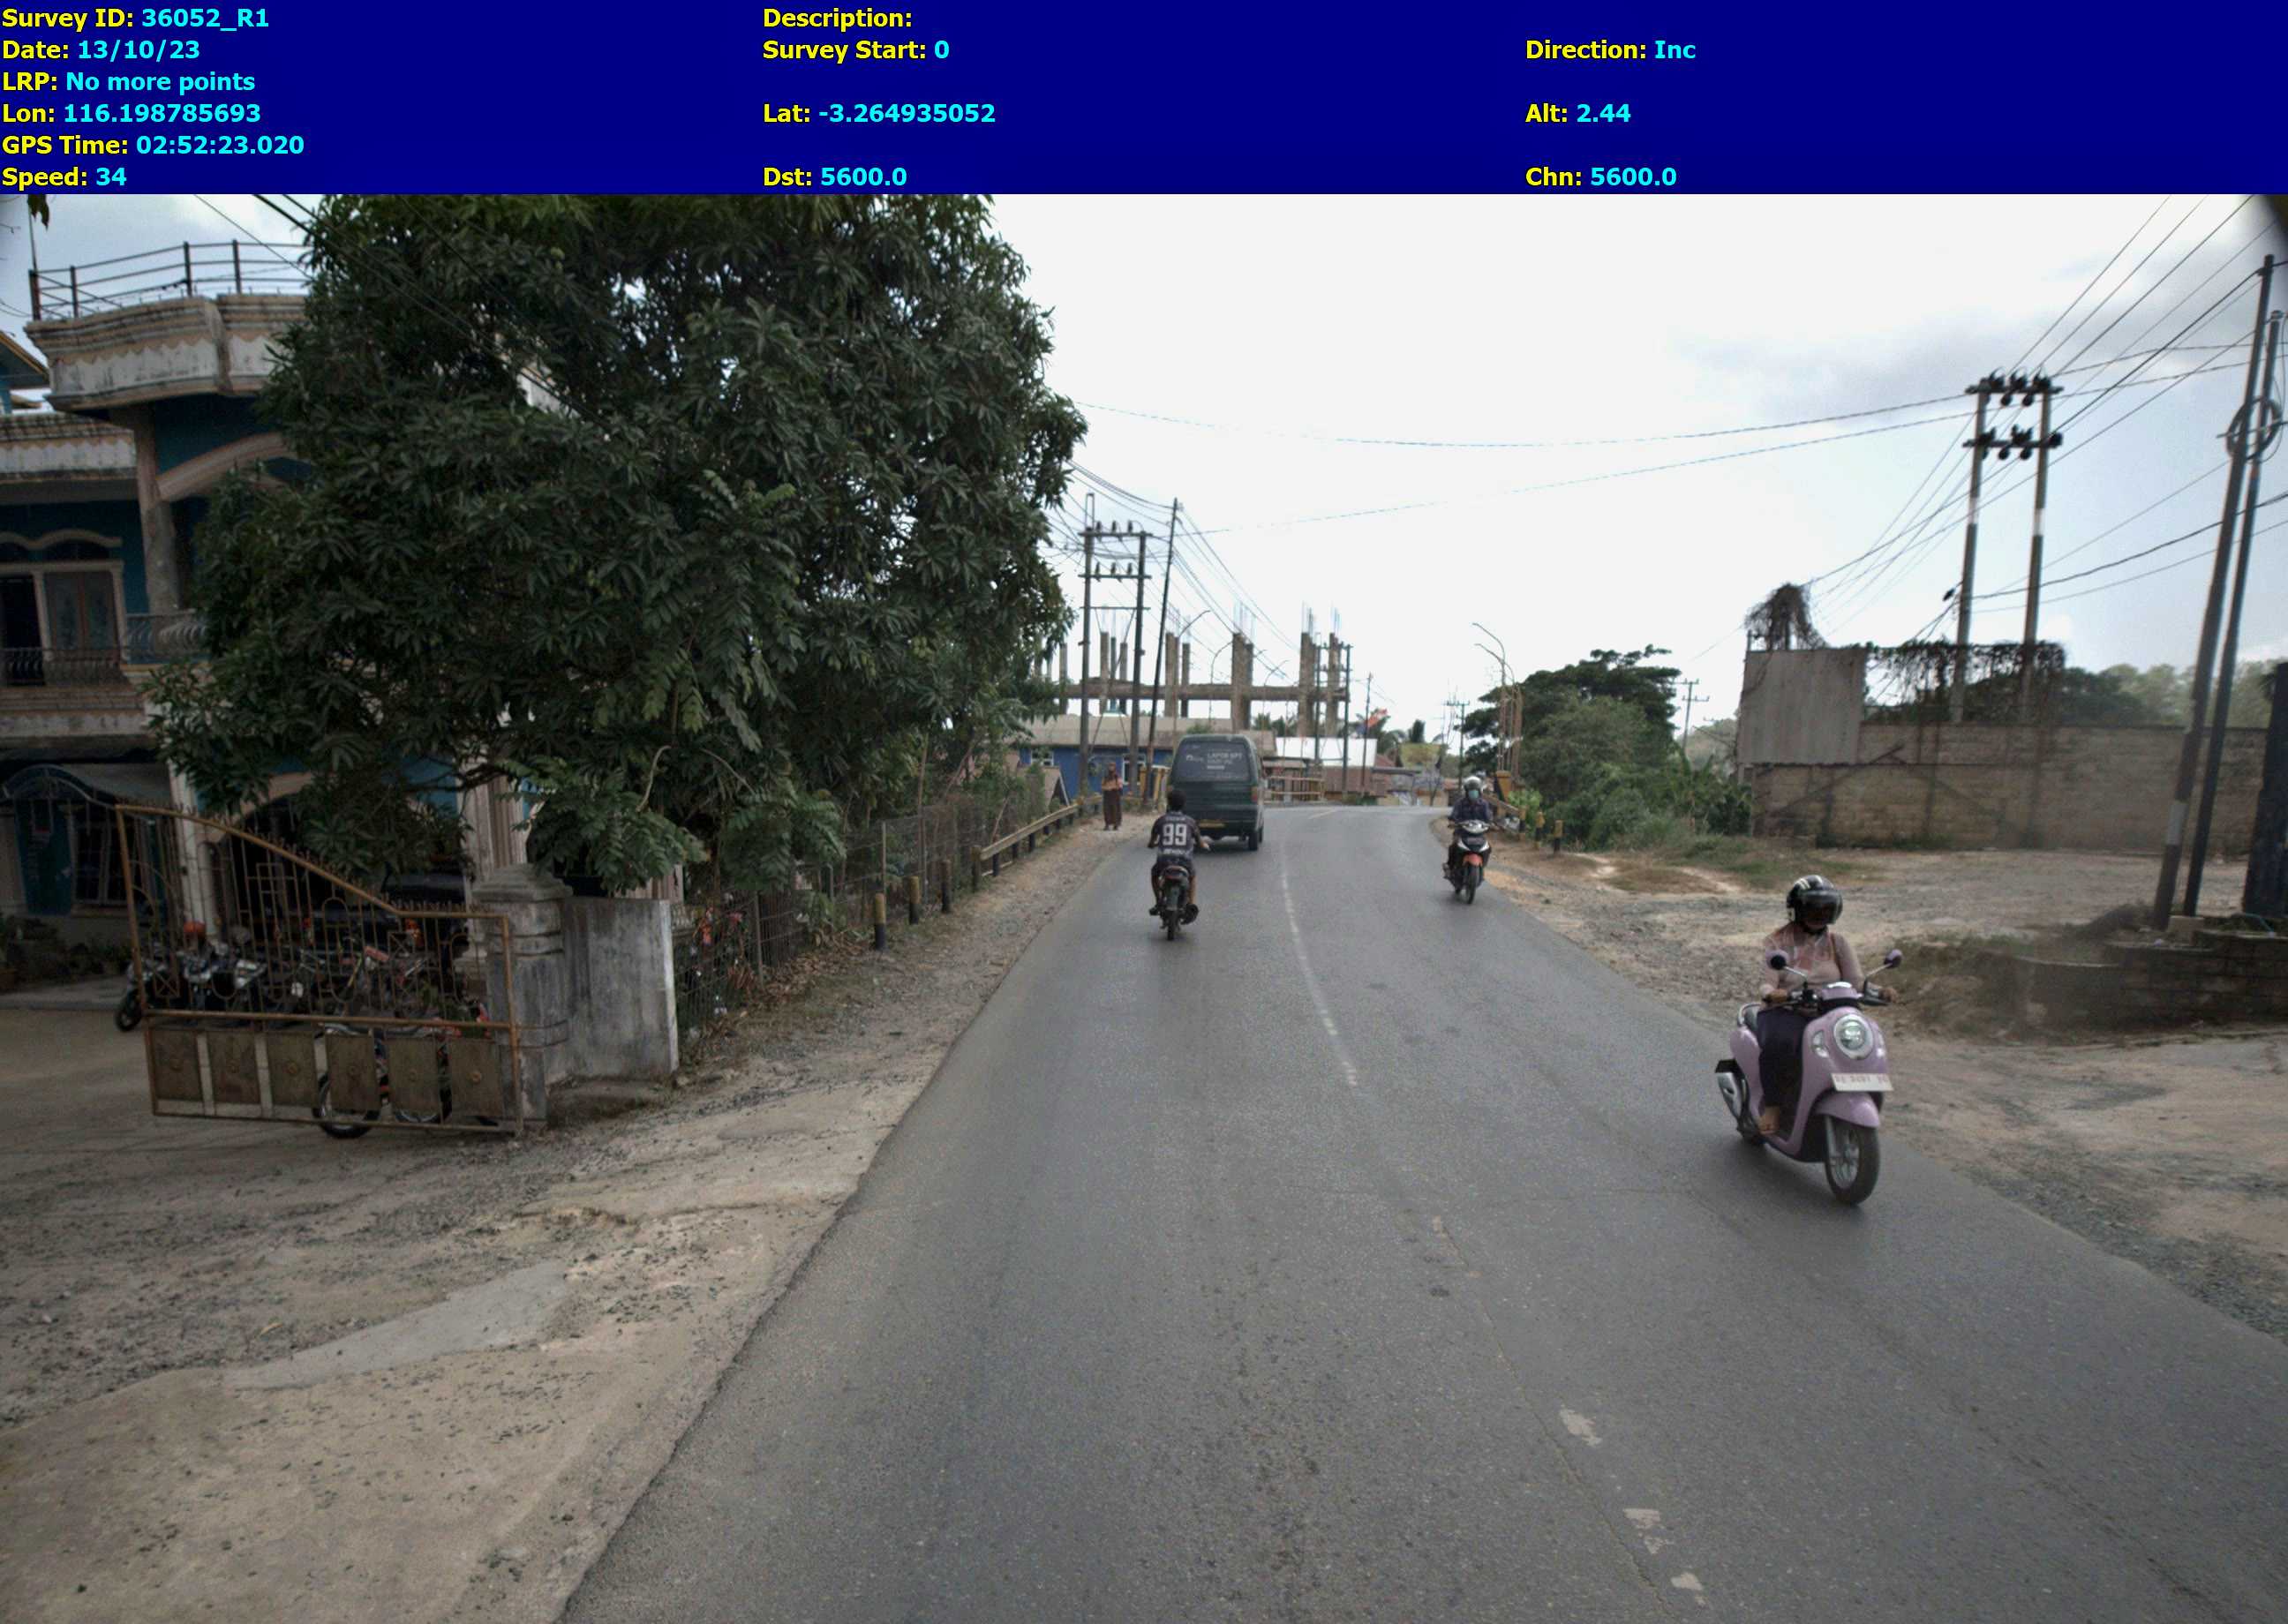 Survey ID: 36052_R1
Description:
Date: 13/10/23
Survey Start: 0
Direction: Inc
LRP: No more points
Lon: 116.198785693
Lat: -3.264935052
Alt: 2.44
GPS Time: 02:52:23.020
Speed: 34
Dst: 5600.0
Chn: 5600.0
99